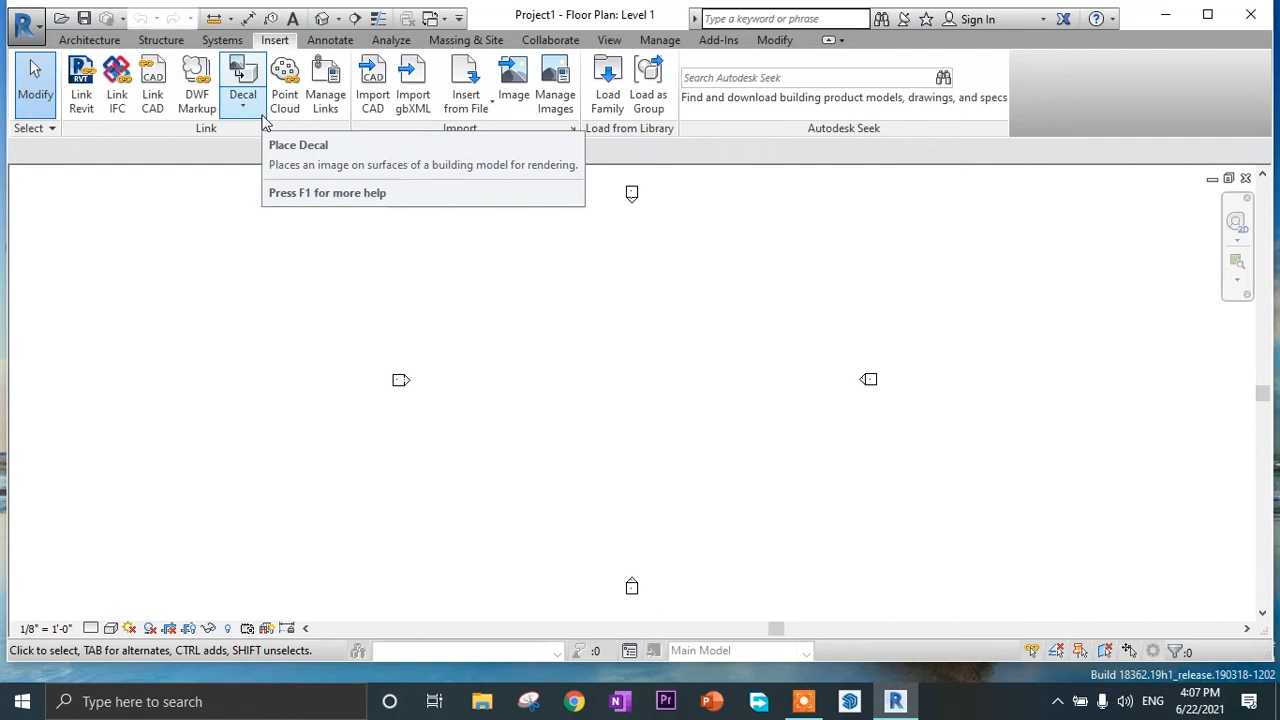 Project1 - Floor Plan: Level 1
Type a keyword or phrase
Sign In
Architecture Structure Systems Insert Annotate Analyze Massing & Site Collaborate View Manage Add-Ins Modify
Modify
Link Revit
Link IFC
Link CAD
DWF Markup
Decal
Point Cloud
Manage Links
Import CAD
Import gbXML
Insert from File
Image
Manage Images
Load Family
Load as Group
Search Autodesk Seek
Find and download building product models, drawings, and specs
Select Link Import Load from Library Autodesk Seek
Place Decal
Places an image on surfaces of a building model for rendering.
Press F1 for more help
2D
1/8" = 1'-0"
Click to select, TAB for alternates, CTRL adds, SHIFT unselects.
:0
Main Model
:0
Build 18362.19h1_release.190318-1202
Type here to search
ENG
4:07 PM
6/22/2021